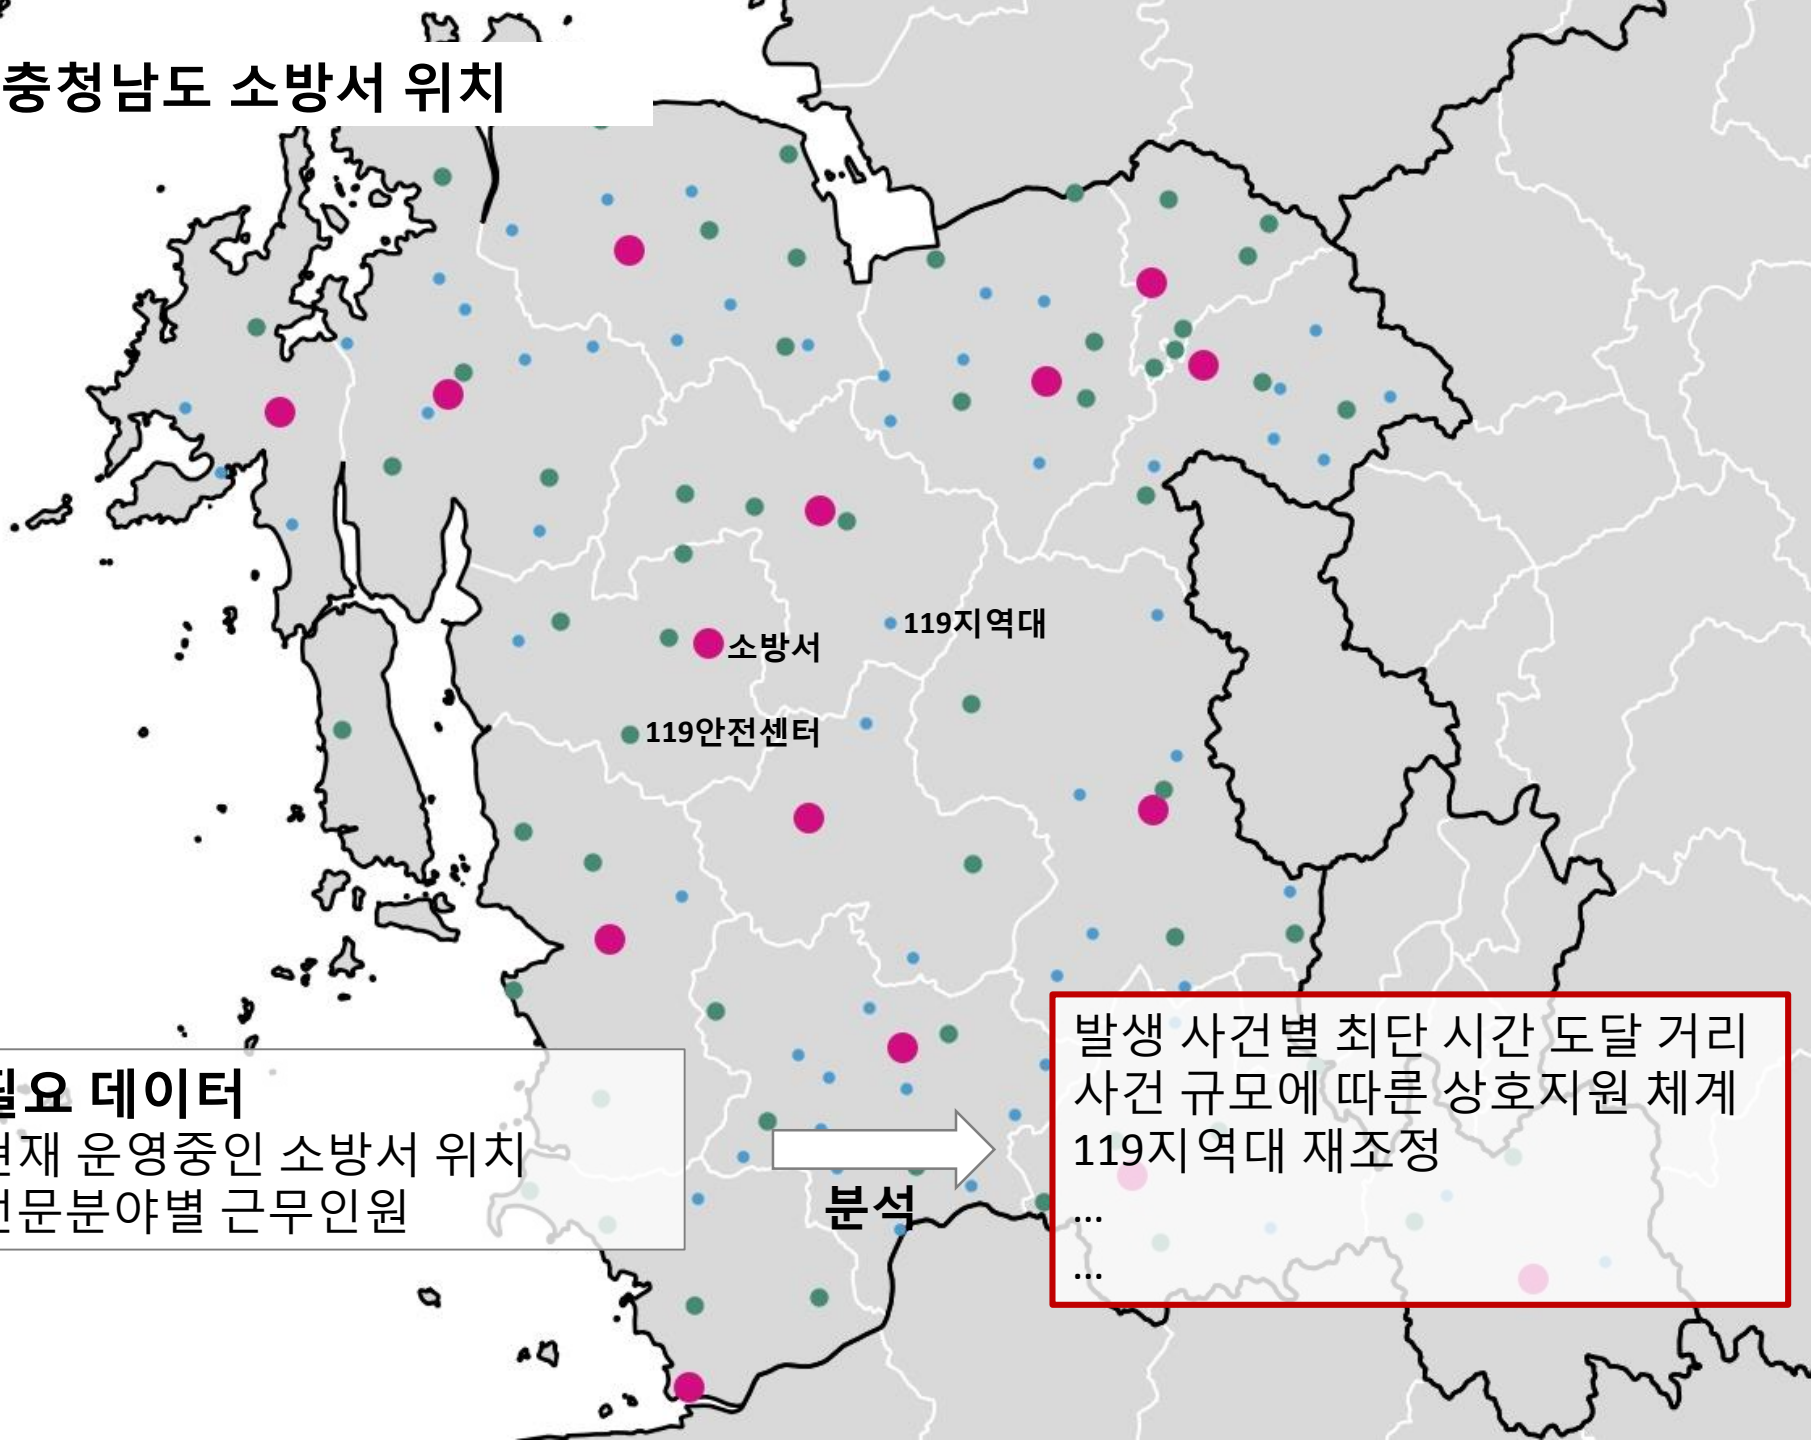 충청남도 소방서 위치
119지역대
소방서
119안전센터
요 데이터
재 운영중인 소방서 위치
문분야별 근무인원
분석
발생 사건별 최단 시간 도달 거리
사건 규모에 따른 상호지원 체계
119지역대 재조정
...
...